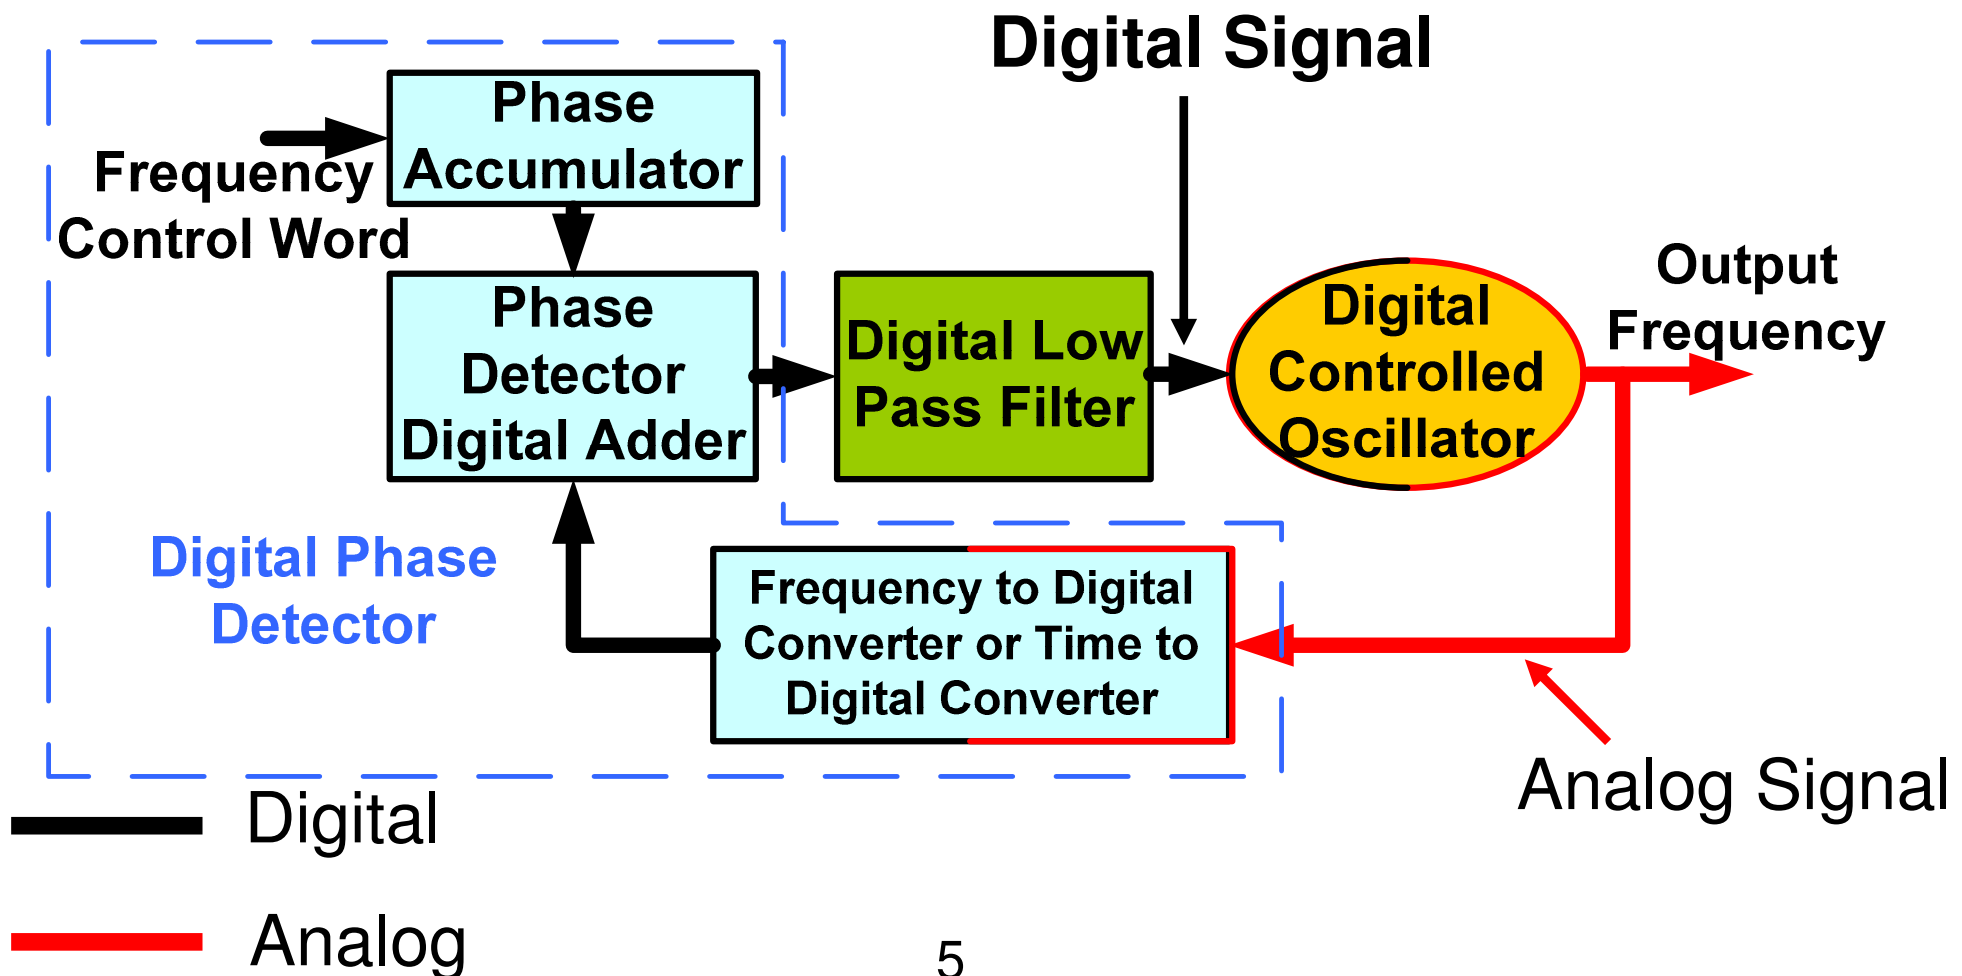 Digital Signal
Phase
Accumulator
Frequency
Control Word
Phase
Detector
Digital Adder
Digital Low
Pass Filter
Digital
Controlled
Oscillator
Output
Frequency
Digital Phase
Detector
Frequency to Digital
Converter or Time to
Digital Converter
Analog Signal
Digital
Analog
5